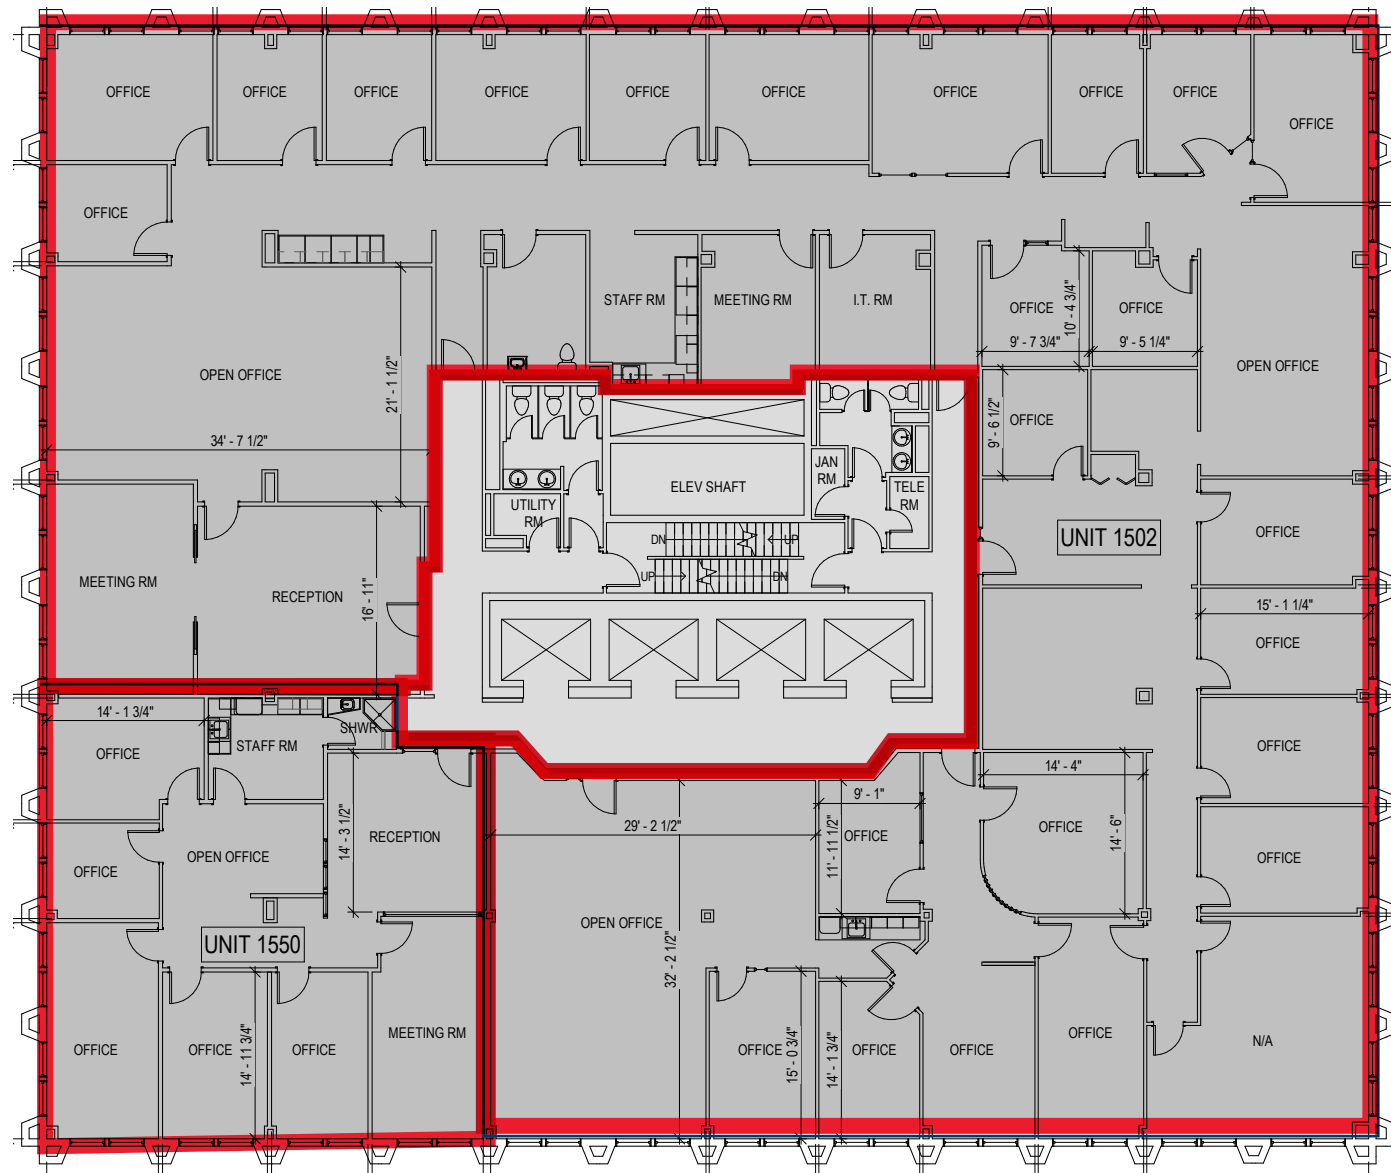 OFFICE OFFICE OFFICE OFFICE OFFICE OFFICE OFFICE OFFICE OFFICE
OFFICE
OFFICE
STAFF RM MEETING RM I.T. RM
OFFICE OFFICE
10' - 4 3/4"
9' - 7 3/4" 9' - 5 1/4"
OPEN OFFICE
21' - 1 1/2"
34' - 7 1/2"
OPEN OFFICE
OFFICE
9' - 6 1/2"
JAN
RM
ELEV SHAFT
TELE
RM
UTILITY
RM
DN UP
UP DN
UNIT 1502
OFFICE
MEETING RM
RECEPTION
16' - 11"
15' - 1 1/4"
OFFICE
14' - 1 3/4"
SHWR
STAFF RM
OFFICE
OFFICE
14' - 4"
9' - 1"
14' - 3 1/2"
RECEPTION
29' - 2 1/2"
OFFICE
11' - 11 1/2"
OFFICE
14' - 6"
OPEN OFFICE
OFFICE
OFFICE
OPEN OFFICE
32' - 2 1/2"
UNIT 1550
MEETING RM
OFFICE OFFICE OFFICE
14' - 11 3/4"
OFFICE
15' - 0 3/4"
14' - 1 3/4"
OFFICE OFFICE
OFFICE
N/A